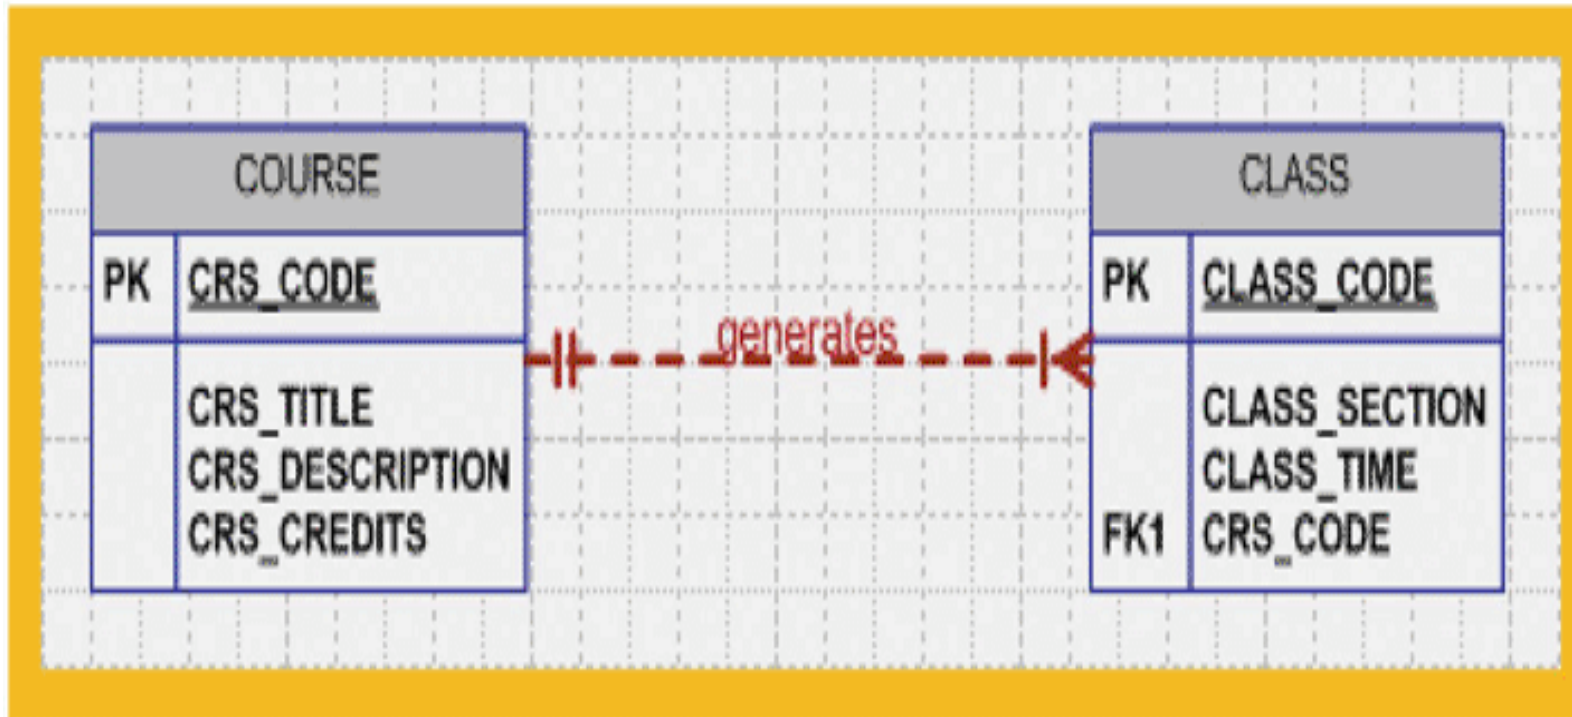 COURSE
PK CRS_CODE
CRS_TITLE
CRS_DESCRIPTION
CRS_CREDITS
generates
CLASS
PK CLASS_CODE
CLASS_SECTION
CLASS_TIME
FK1 CRS_CODE